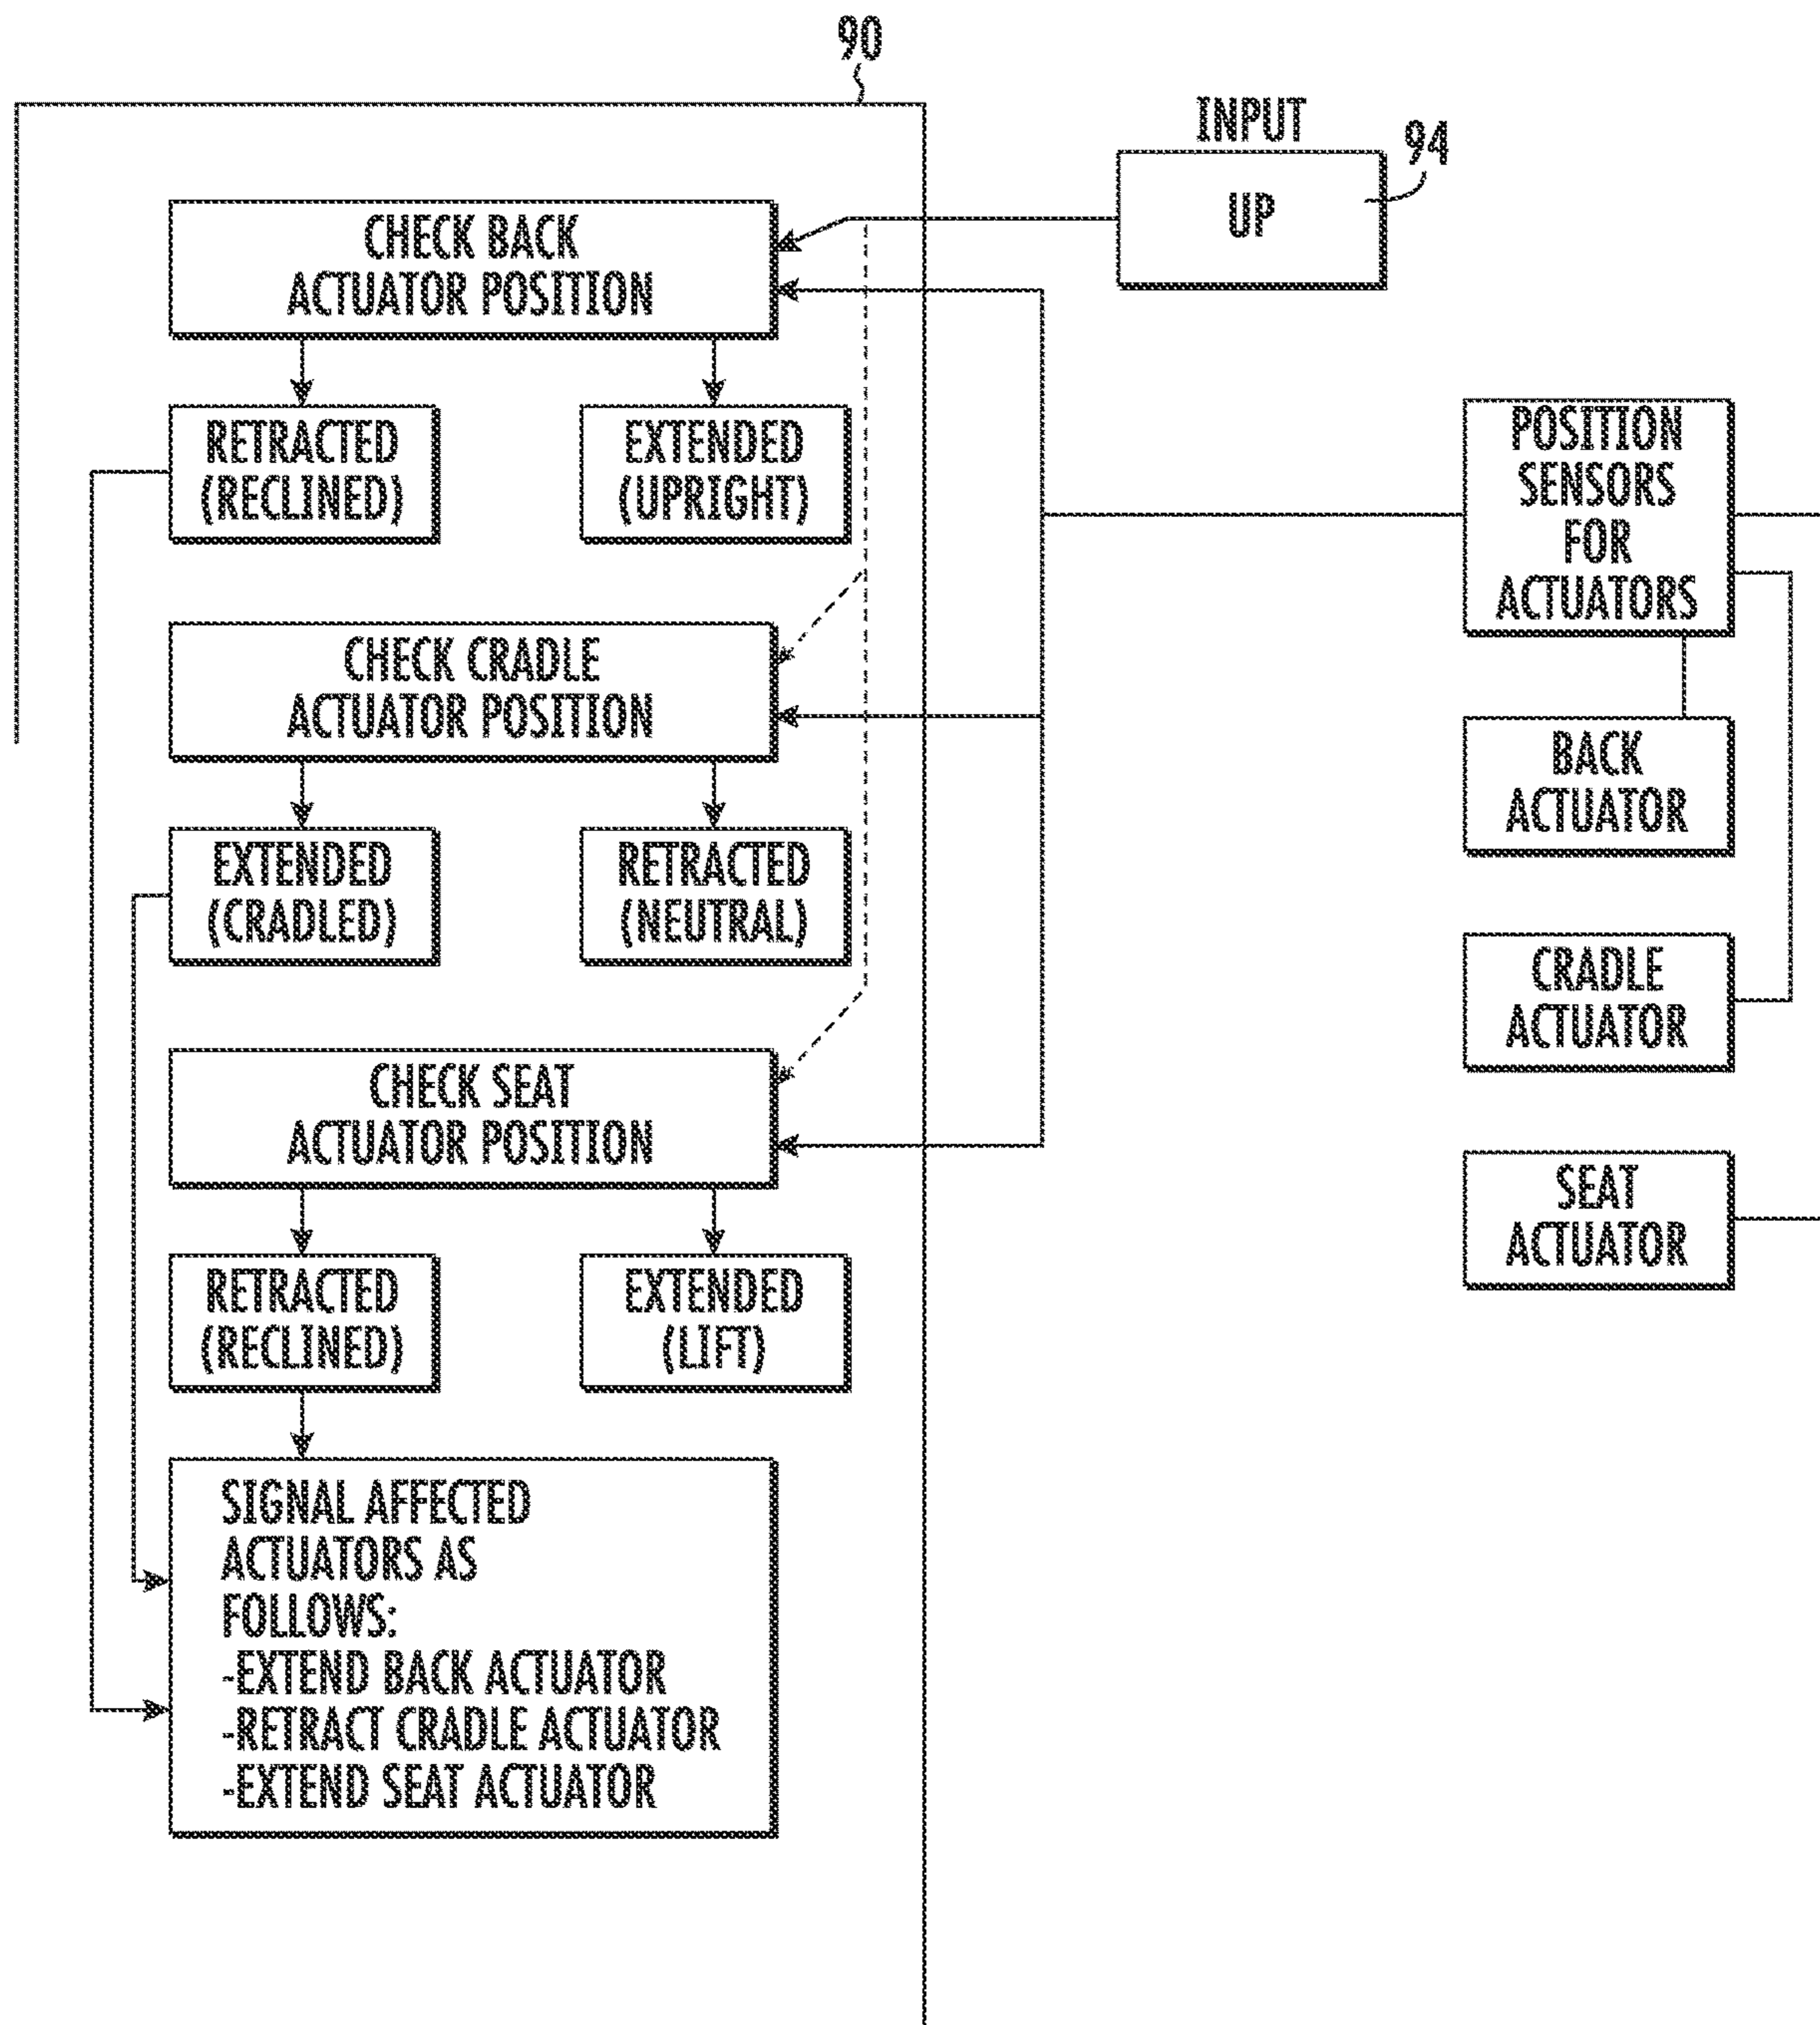 90
INPUT
94
UP
CHECK BACK
ACTUATOR POSITION
RETRACTED
(RECLINED)
EXTENDED
(UPRIGHT)
POSITION
SENSORS
FOR
ACTUATORS
CHECK CRADLE
ACTUATOR POSITION
BACK
ACTUATOR
EXTENDED
(CRADLED)
RETRACTED
(NEUTRAL)
CRADLE
ACTUATOR
CHECK SEAT
ACTUATOR POSITION
SEAT
ACTUATOR
RETRACTED
(RECLINED)
EXTENDED
(LIFT)
SIGNAL AFFECTED
ACTUATORS AS
FOLLOWS:
-EXTEND BACK ACTUATOR
-RETRACT CRADLE ACTUATOR
-EXTEND SEAT ACTUATOR